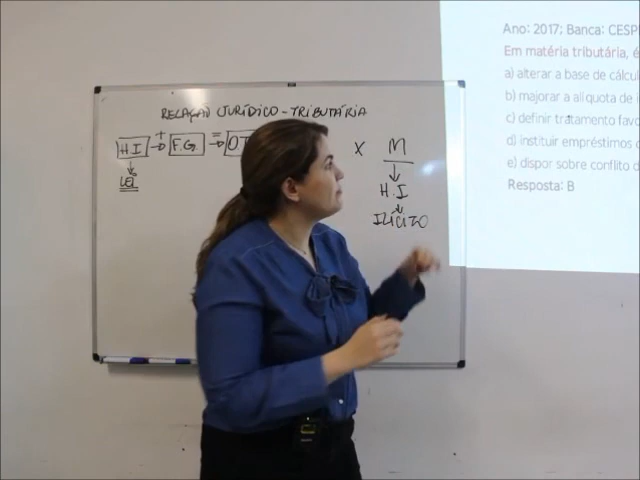 RELAÇÃO JURÍDICO-TRIBUTÁRIA
HI + → F.G. = → OT
↓
LEI
X M
↓
H.I
↓
ILÍCITO
Ano: 2017; Banca: CESP
Em matéria tributária, é
a) alterar a base de cálcul
b) majorar a alíquota de i
c) definir tratamento favo
d) instituir empréstimos c
e) dispor sobre conflito d
Resposta: B